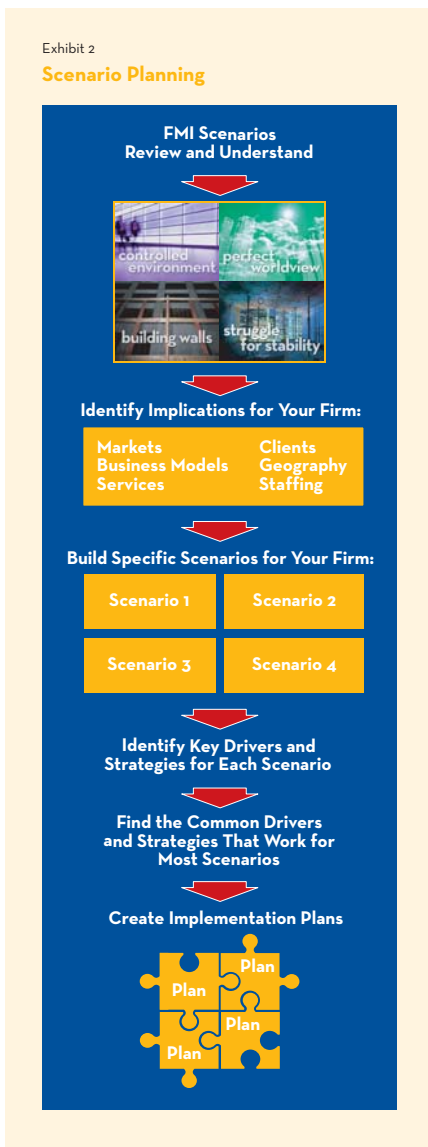 Exhibit 2
Scenario Planning
FMI Scenarios
Review and Understand
controlled
environment
perfect
worldview
building walls
struggle
for stability
Identify Implications for Your Firm:
Markets
Business Models
Services
Clients
Geography
Staffing
Build Specific Scenarios for Your Firm:
Scenario 1
Scenario 2
Scenario 3
Scenario 4
Identify Key Drivers and
Strategies for Each Scenario
Find the Common Drivers
and Strategies That Work for
Most Scenarios
Create Implementation Plans
Plan
Plan
Plan
Plan